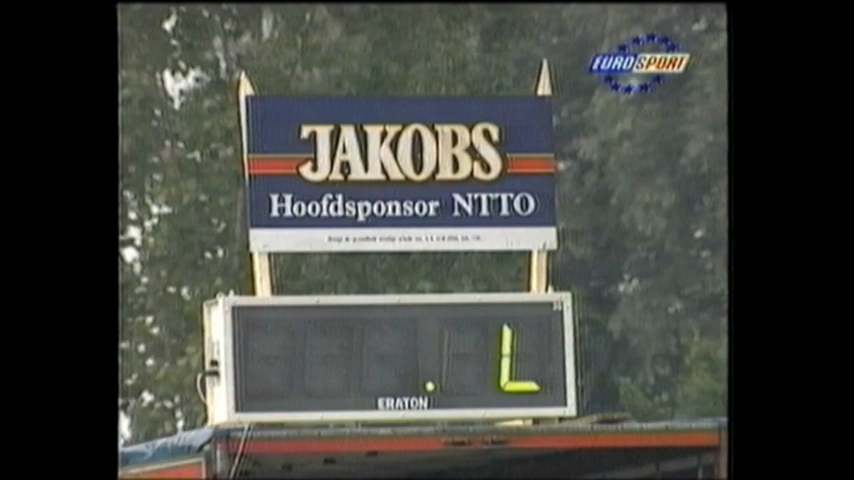 EUROSPORT
JAKOBS
Hoofdsponsor NTTO
. L
ERATON